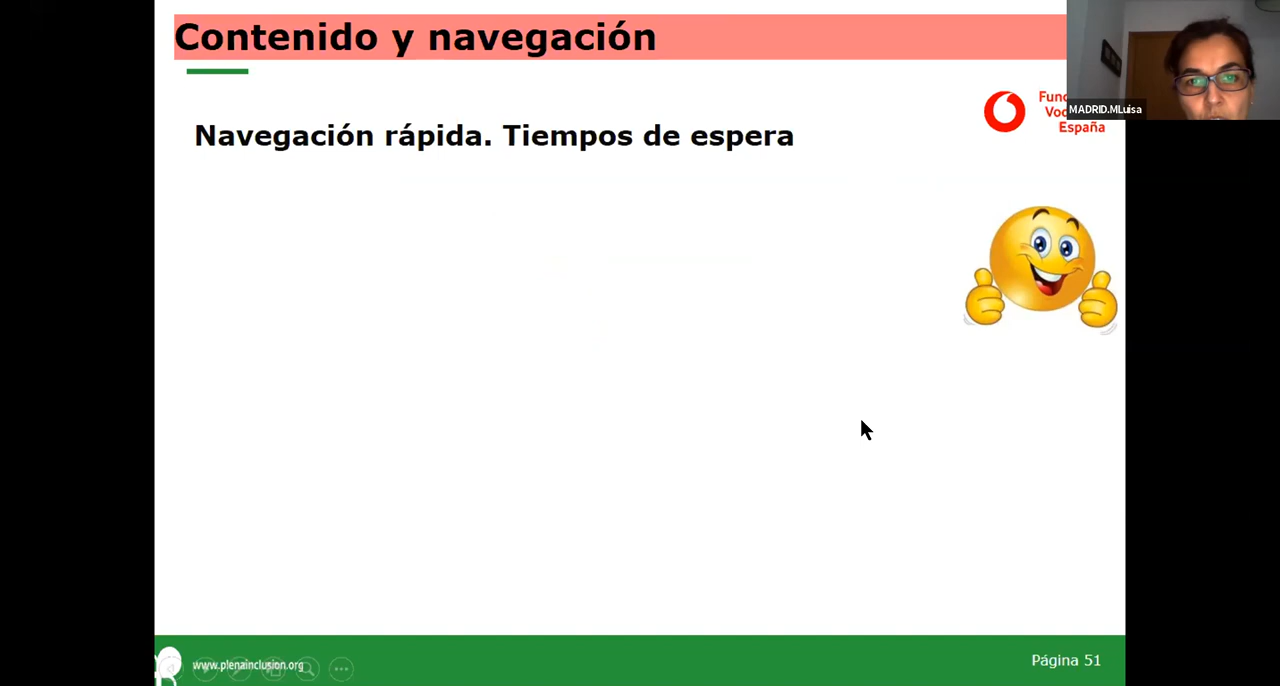 Contenido y navegación
MADRID.MLuisa
España
Navegación rápida. Tiempos de espera
www.plenainclusion.org
Página 51